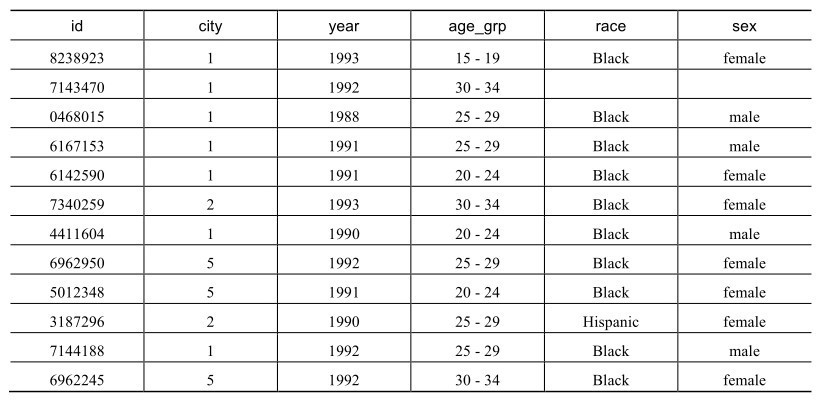 id city year age_grp race sex
8238923 1 1993 15 - 19 Black female
7143470 1 1992 30 - 34
0468015 1 1988 25 - 29 Black male
6167153 1 1991 25 - 29 Black male
6142590 1 1991 20 - 24 Black female
7340259 2 1993 30 - 34 Black female
4411604 1 1990 20 - 24 Black male
6962950 5 1992 25 - 29 Black female
5012348 5 1991 20 - 24 Black female
3187296 2 1990 25 - 29 Hispanic female
7144188 1 1992 25 - 29 Black male
6962245 5 1992 30 - 34 Black female